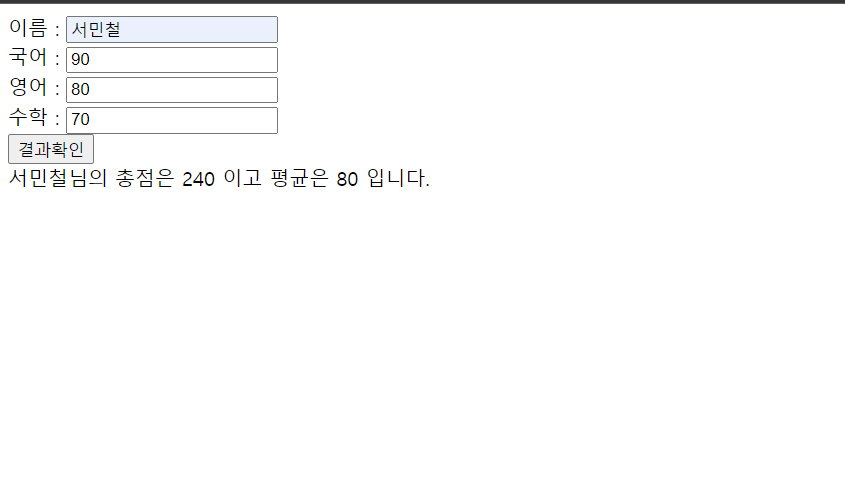 이름 : 서민철
국어 : 90
영어 : 80
수학 : 70
결과확인
서민철님의 총점은 240 이고 평균은 80 입니다.